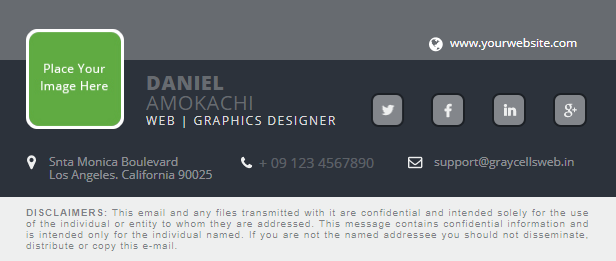 www.yourwebsite.com
Place Your
Image Here
DANIEL
AMOKACHI
WEB | GRAPHICS DESIGNER
f
in
g+
Snta Monica Boulevard
Los Angeles. California 90025
+ 09 123 4567890
support@graycellsweb.in
DISCLAIMERS: This email and any files transmitted with it are confidential and intended solely for the use
of the individual or entity to whom they are addressed. This message contains confidential information and
is intended only for the individual named. If you are not the named addressee you should not disseminate,
distribute or copy this e-mail.